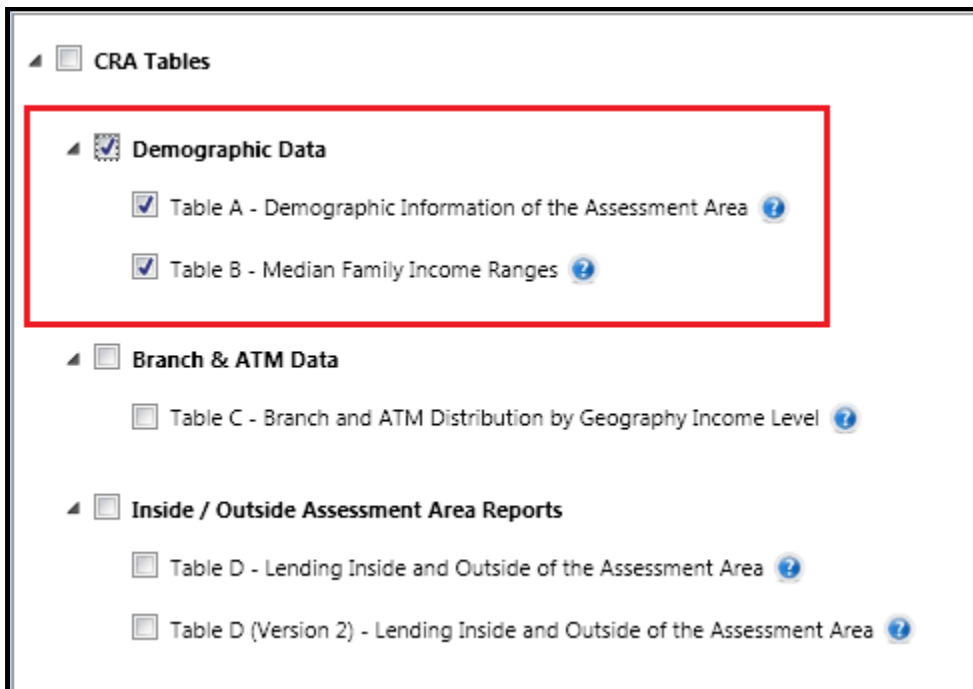 CRA Tables
Demographic Data
Table A - Demographic Information of the Assessment Area ?
Table B - Median Family Income Ranges ?
Branch & ATM Data
Table C - Branch and ATM Distribution by Geography Income Level ?
Inside / Outside Assessment Area Reports
Table D - Lending Inside and Outside of the Assessment Area ?
Table D (Version 2) - Lending Inside and Outside of the Assessment Area ?